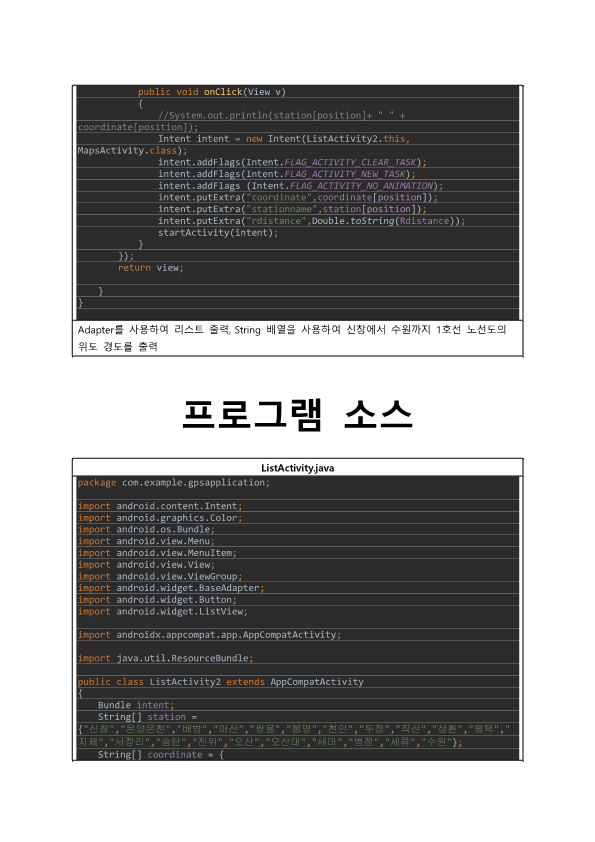 public void onClick(View v)
{
//System.out.println(station[position]+ " " +
coordinate[position]);
Intent intent = new Intent(ListActivity2.this,
MapsActivity.class);
intent.addFlags(Intent.FLAG_ACTIVITY_CLEAR_TASK);
intent.addFlags(Intent.FLAG_ACTIVITY_NEW_TASK);
intent.addFlags (Intent.FLAG_ACTIVITY_NO_ANIMATION);
intent.putExtra("coordinate",coordinate[position]);
intent.putExtra("stationname",station[position]);
intent.putExtra("rdistance",Double.toString(Rdistance));
startActivity(intent);
}
});
return view;
}
}
Adapter를 사용하여 리스트 출력, String 배열을 사용하여 신창에서 수원까지 1호선 노선도의
위도 경도를 출력
프로그램 소스
ListActivity.java
package com.example.gpsapplication;
import android.content.Intent;
import android.graphics.Color;
import android.os.Bundle;
import android.view.Menu;
import android.view.MenuItem;
import android.view.View;
import android.view.ViewGroup;
import android.widget.BaseAdapter;
import android.widget.Button;
import android.widget.ListView;
import androidx.appcompat.app.AppCompatActivity;
import java.util.ResourceBundle;
public class ListActivity2 extends AppCompatActivity
{
Bundle intent;
String[] station =
{"신창","온양온천","배방","아산","쌍용","봉명","천안","두정","직산","성환","평택","
지제","서정리","송탄","진위","오산","오산대","세마","병점","세류","수원"};
String[] coordinate = {